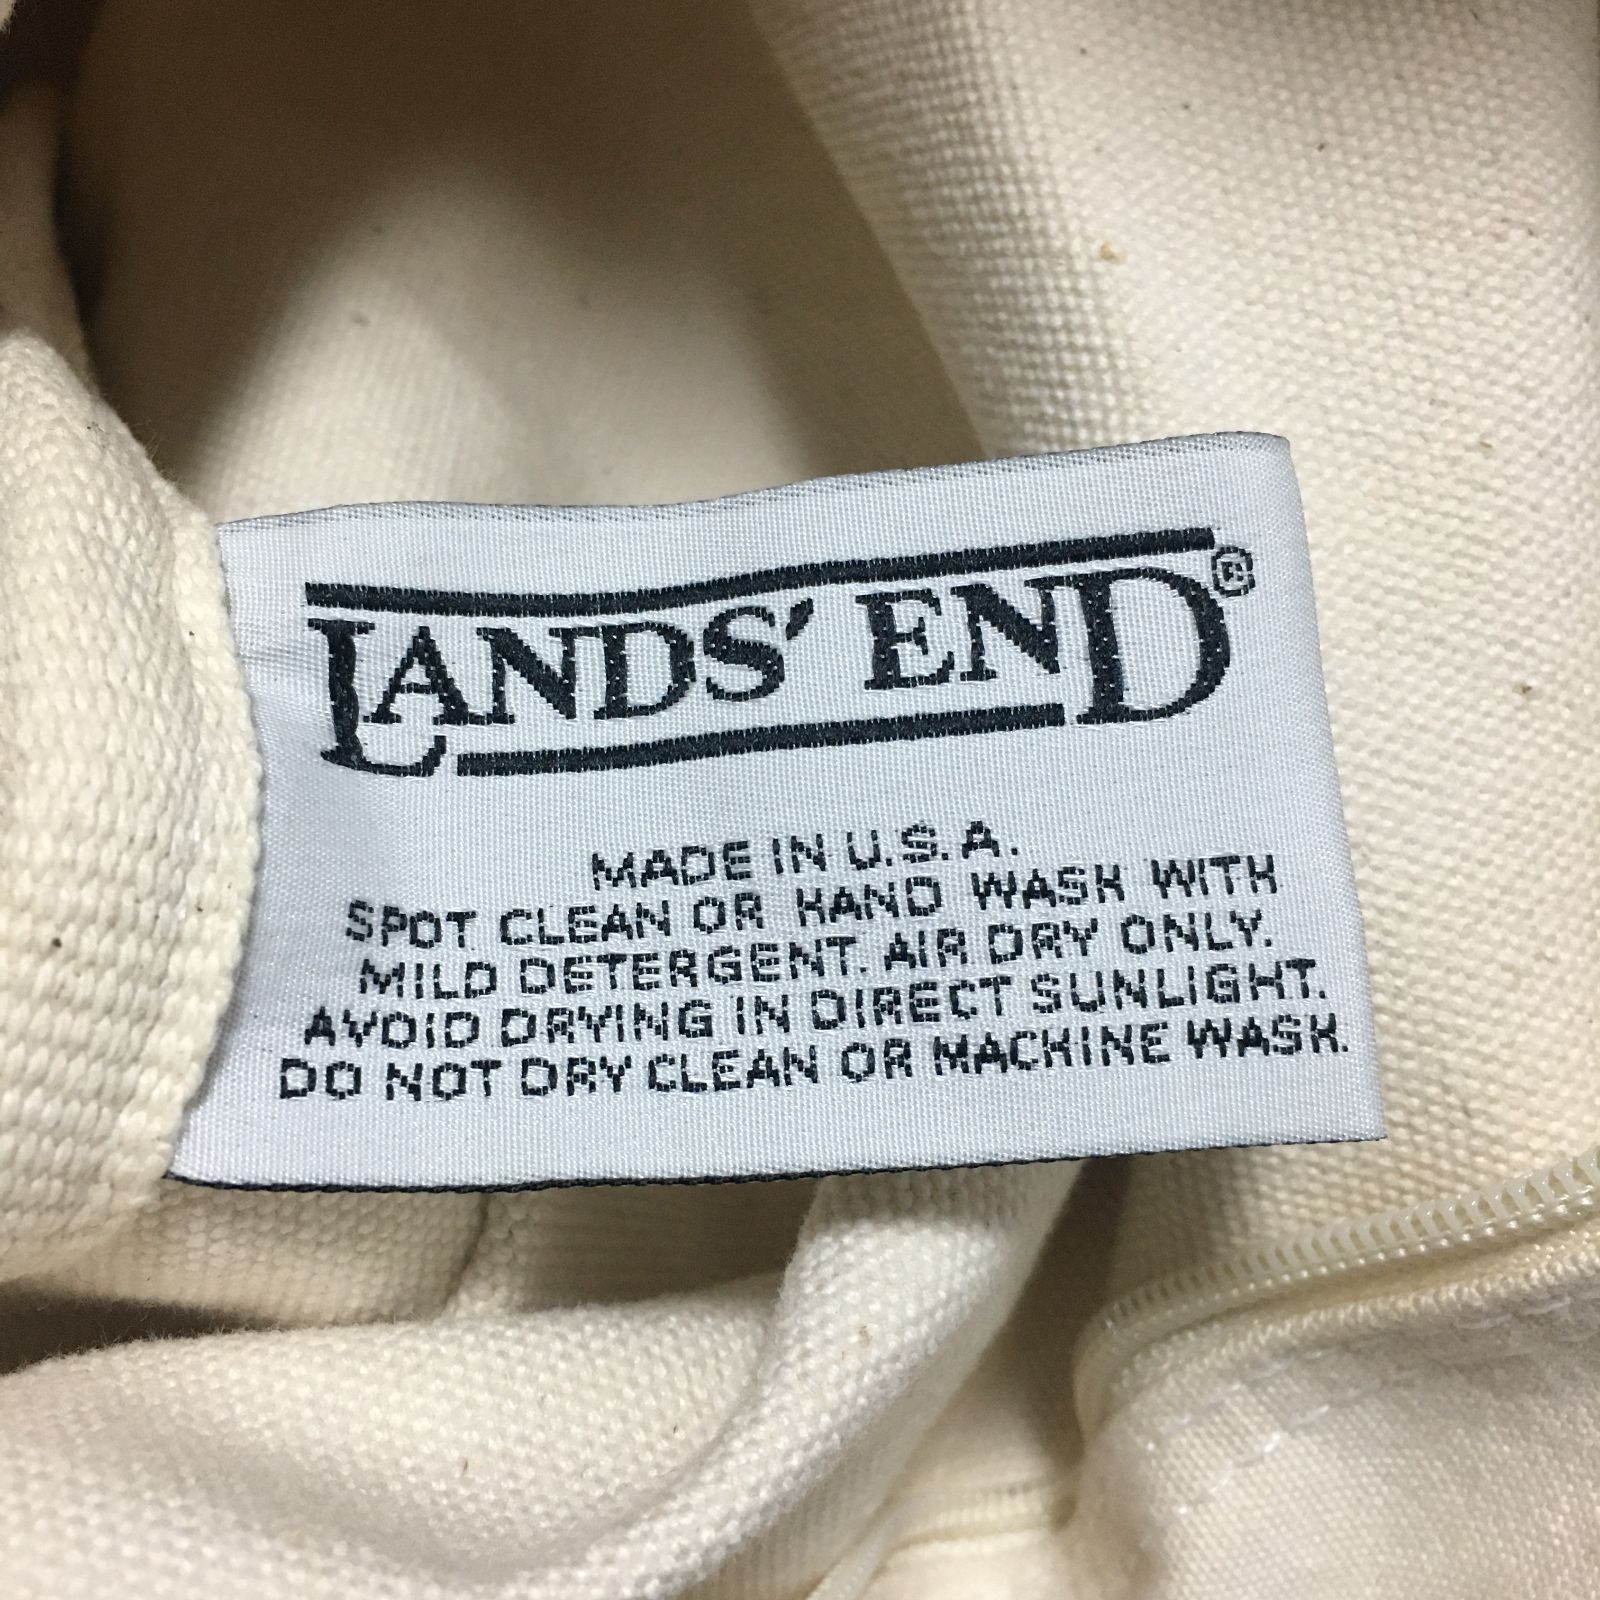 LANDS' END®
MADE IN U.S.A.
SPOT CLEAN OR HAND WASH WITH
MILD DETERGENT. AIR DRY ONLY.
AVOID DRYING IN DIRECT SUNLIGHT.
DO NOT DRY CLEAN OR MACHINE WASH.